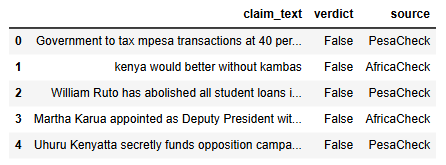 claim_text verdict source
0 Government to tax mpesa transactions at 40 per... False PesaCheck
1 kenya would better without kambas False AfricaCheck
2 William Ruto has abolished all student loans i... False PesaCheck
3 Martha Karua appointed as Deputy President wit... False AfricaCheck
4 Uhuru Kenyatta secretly funds opposition campa... False PesaCheck